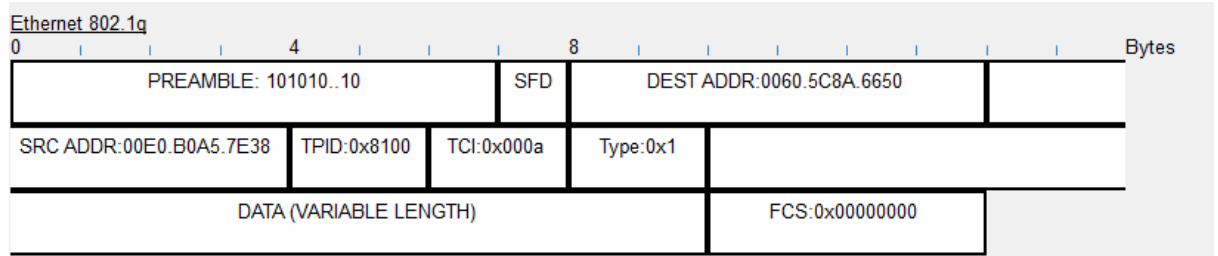 Ethernet 802.1q
0 4 8 Bytes
PREAMBLE: 101010..10 SFD DEST ADDR:0060.5C8A.6650
SRC ADDR:00E0.B0A5.7E38 TPID:0x8100 TCI:0x000a Type:0x1
DATA (VARIABLE LENGTH) FCS:0x00000000